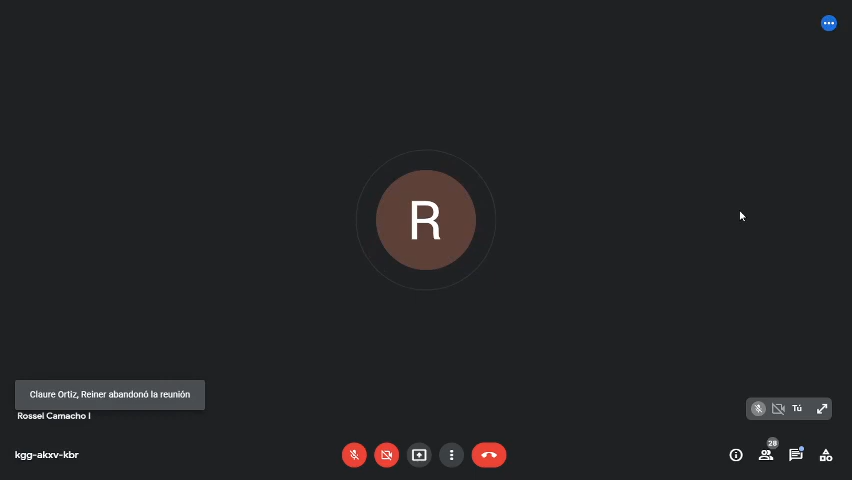 R
Claure Ortiz, Reiner abandonó la reunión
Rossel Camacho I
Tú
kgg-akxv-kbr
28